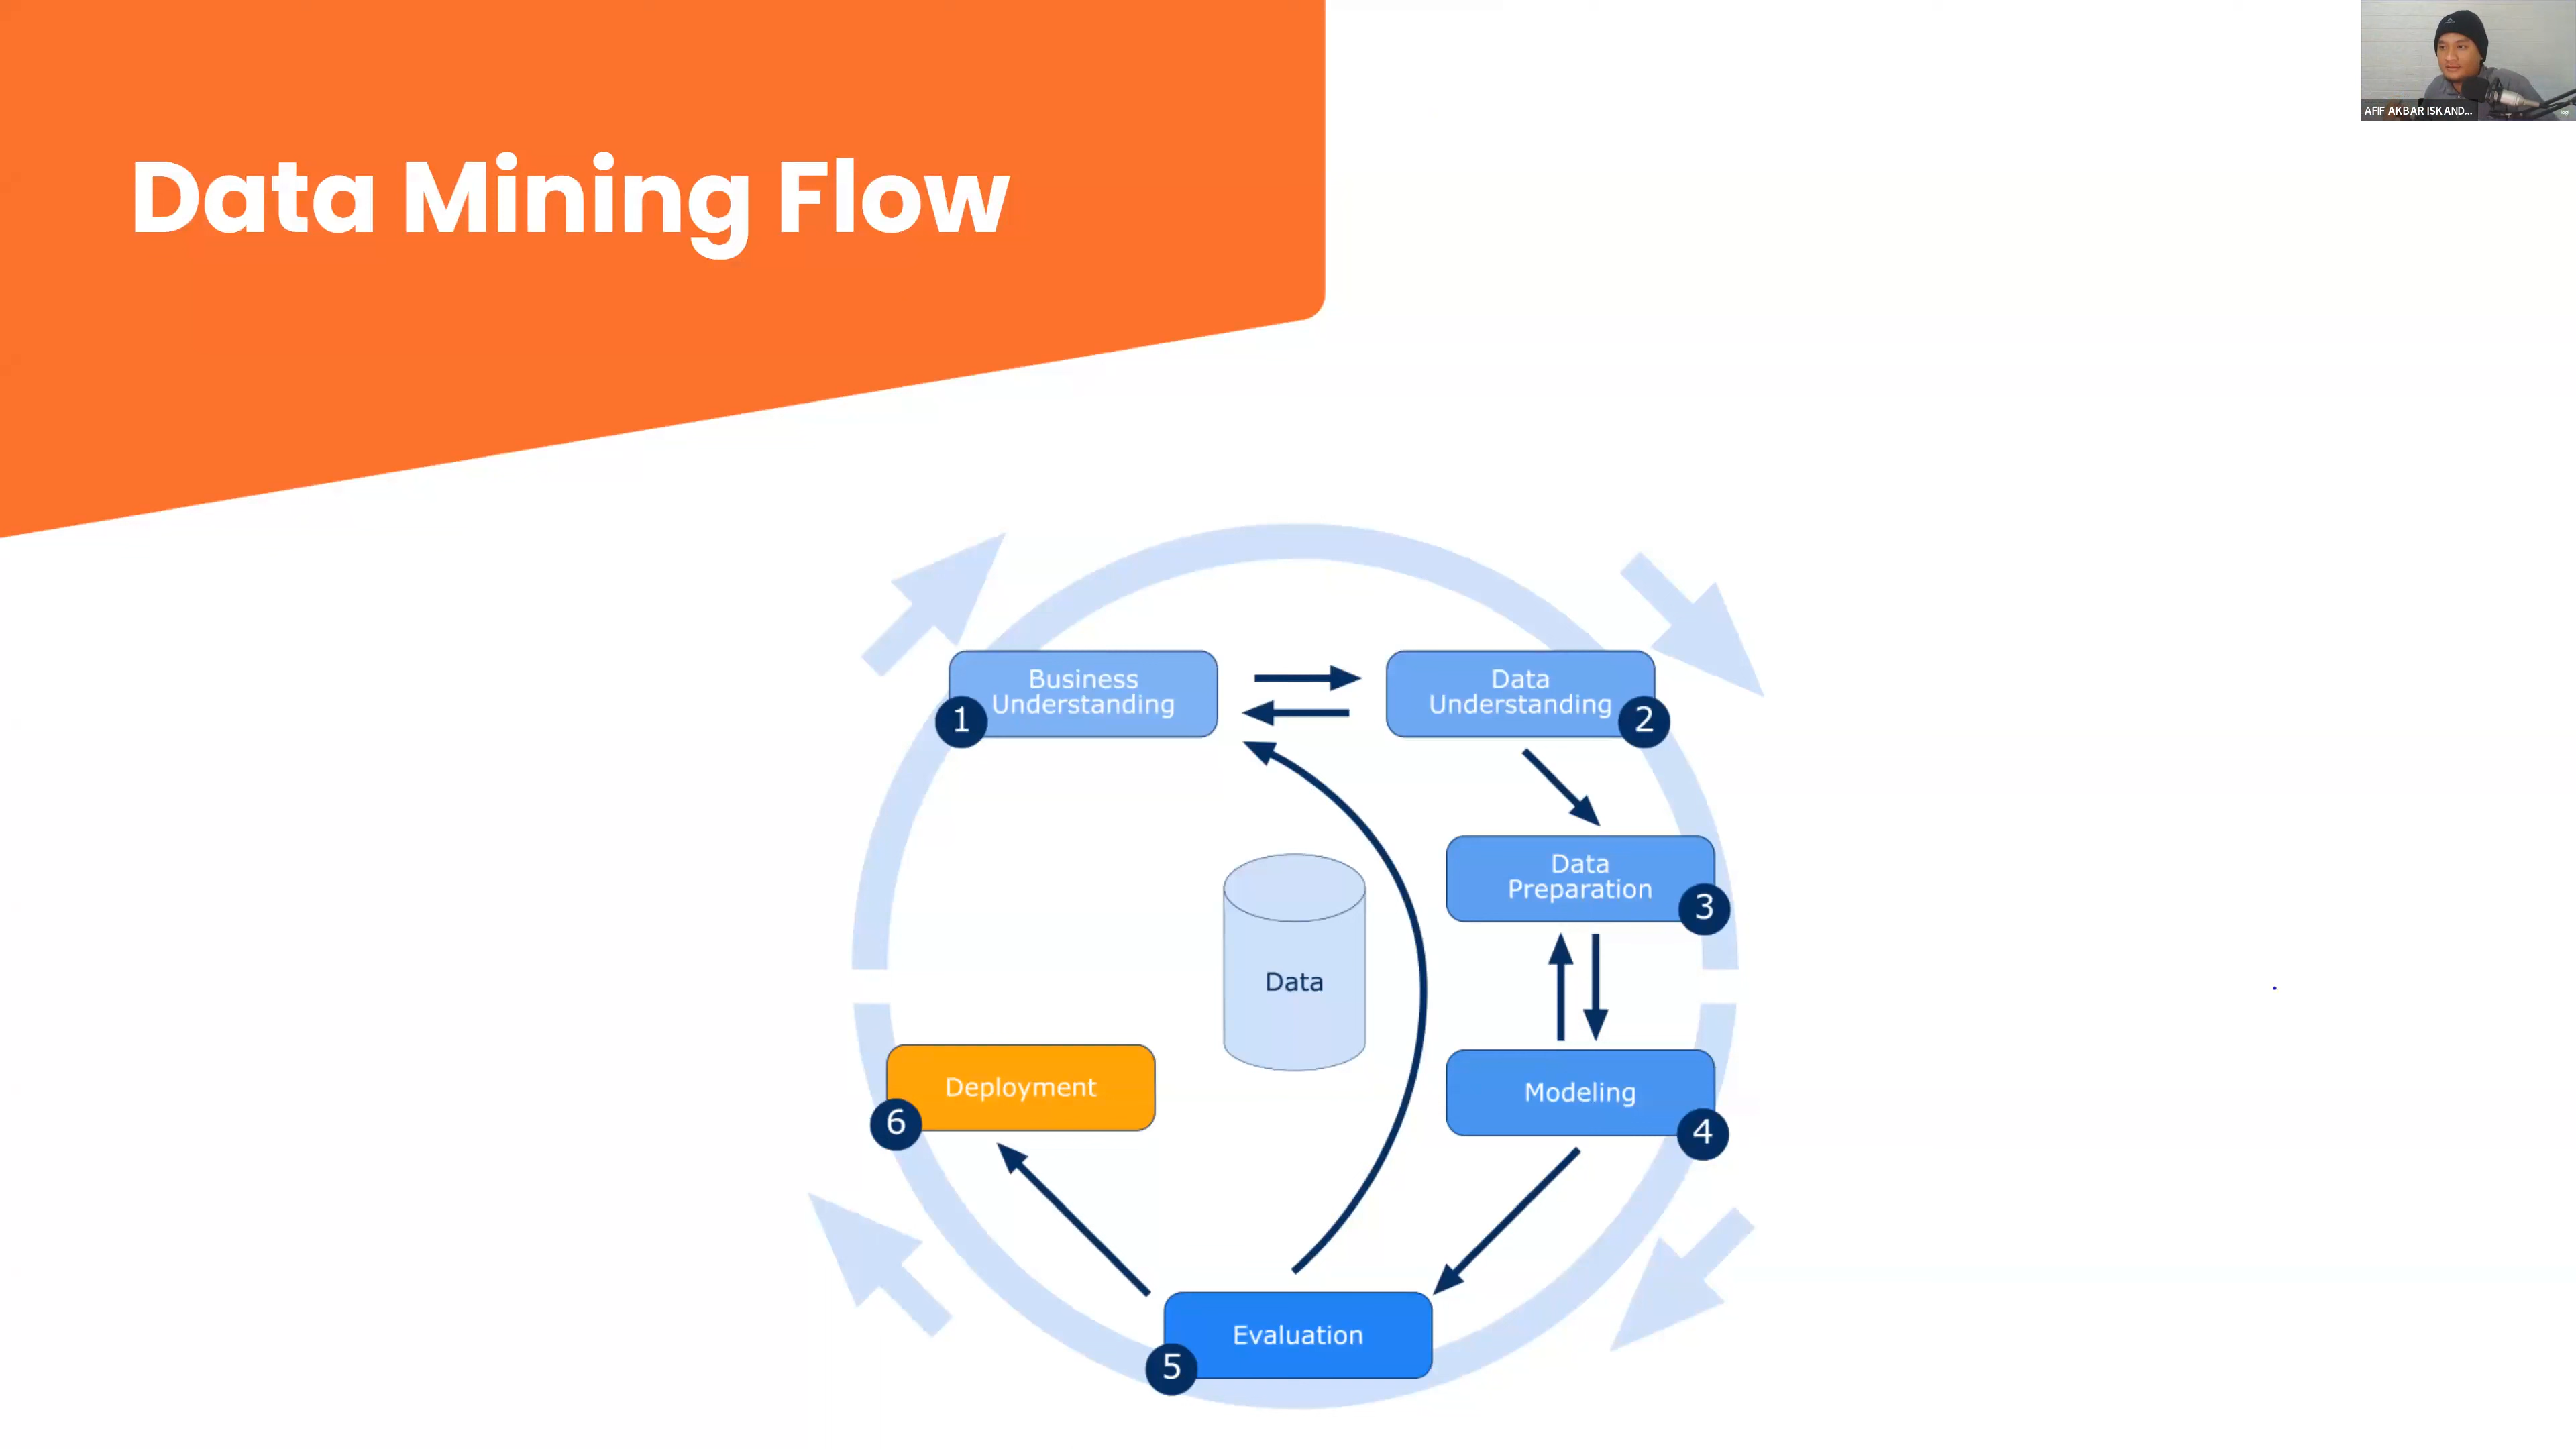 Data Mining Flow
AFIF AKBAR ISKAND...
Business
Understanding
1
Data
Understanding
2
Data
Preparation
3
Data
Modeling
4
Deployment
6
Evaluation
5